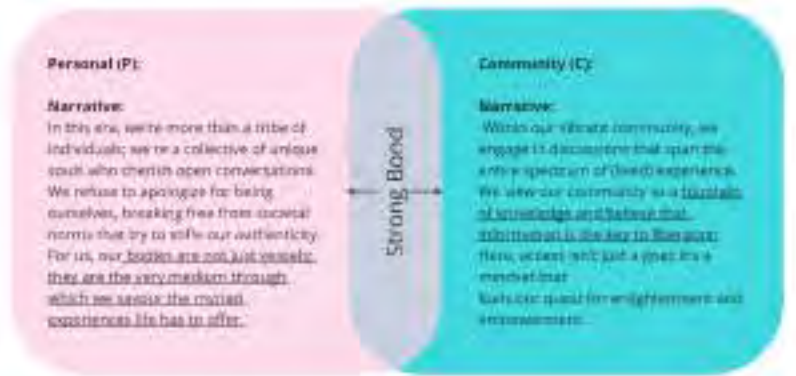 Personal (P):
Narrative:
In this era, we're more than a tribe of
individuals; we're a collective of unique
souls who cherish open conversations.
We refuse to apologize for being
ourselves, breaking free from societal
norms that try to stifle our authenticity.
For us, our bodies are not just vessels;
they are the very medium through
which we savour the myriad
experiences life has to offer.
Strong Bond
Community (C):
Narrative:
Within our vibrate community, we
engage in discussions that span the
entire spectrum of (lived) experience.
We view our community as a fountain
of knowledge and believe that
information is the key to liberation.
Here, access isn't just a goal; it's a
mindset that
fuels our quest for enlightenment and
empowerment.